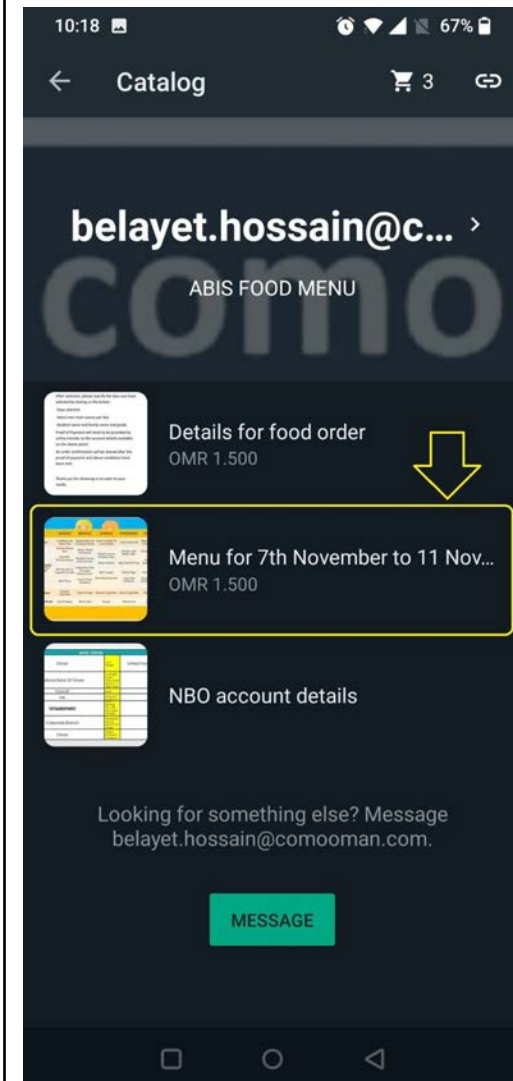 10:18
67%
Catalog
3
belayet.hossain@c...
como
ABIS FOOD MENU
Details for food order
OMR 1.500
Menu for 7th November to 11 Nov...
OMR 1.500
NBO account details
Looking for something else? Message
belayet.hossain@comooman.com.
MESSAGE